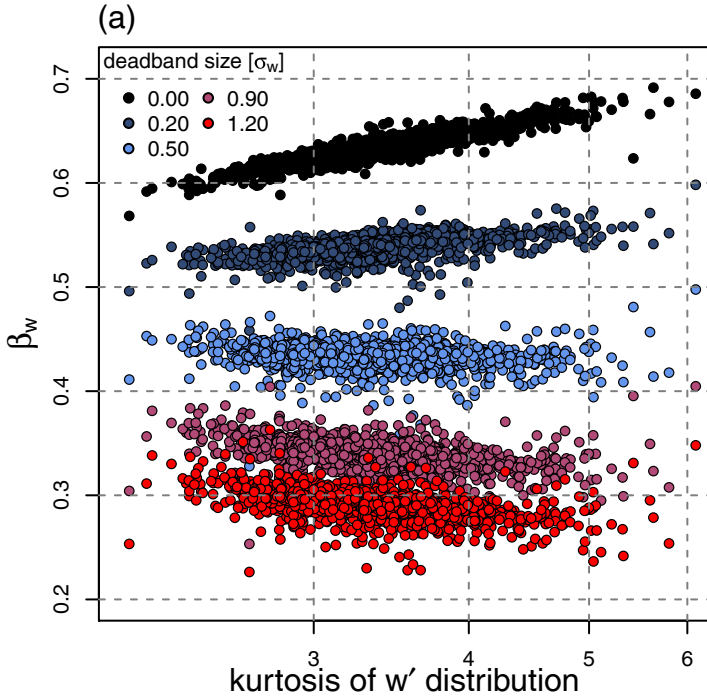 (a)
deadband size [σw]
0.00 0.90
0.20 1.20
0.50
0.7
0.6
0.5
0.4
0.3
0.2
βw
3 4 5 6
kurtosis of w′ distribution